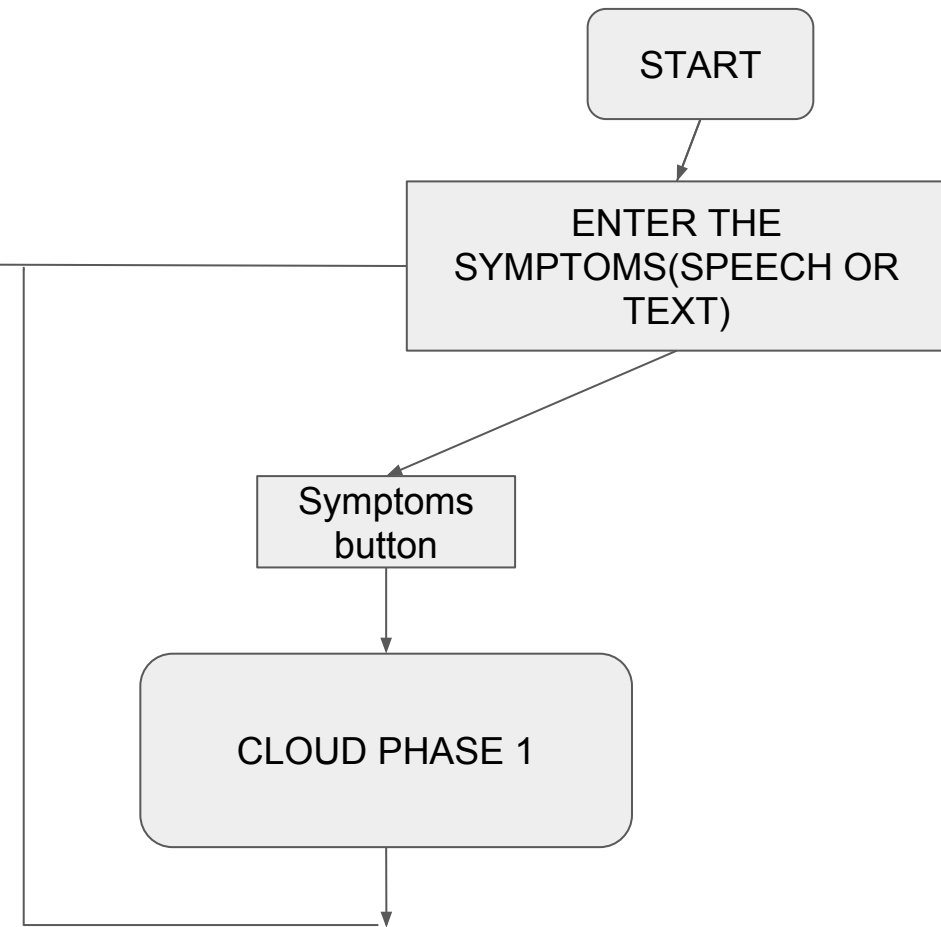 START
ENTER THE
SYMPTOMS(SPEECH OR
TEXT)
Symptoms
button
CLOUD PHASE 1